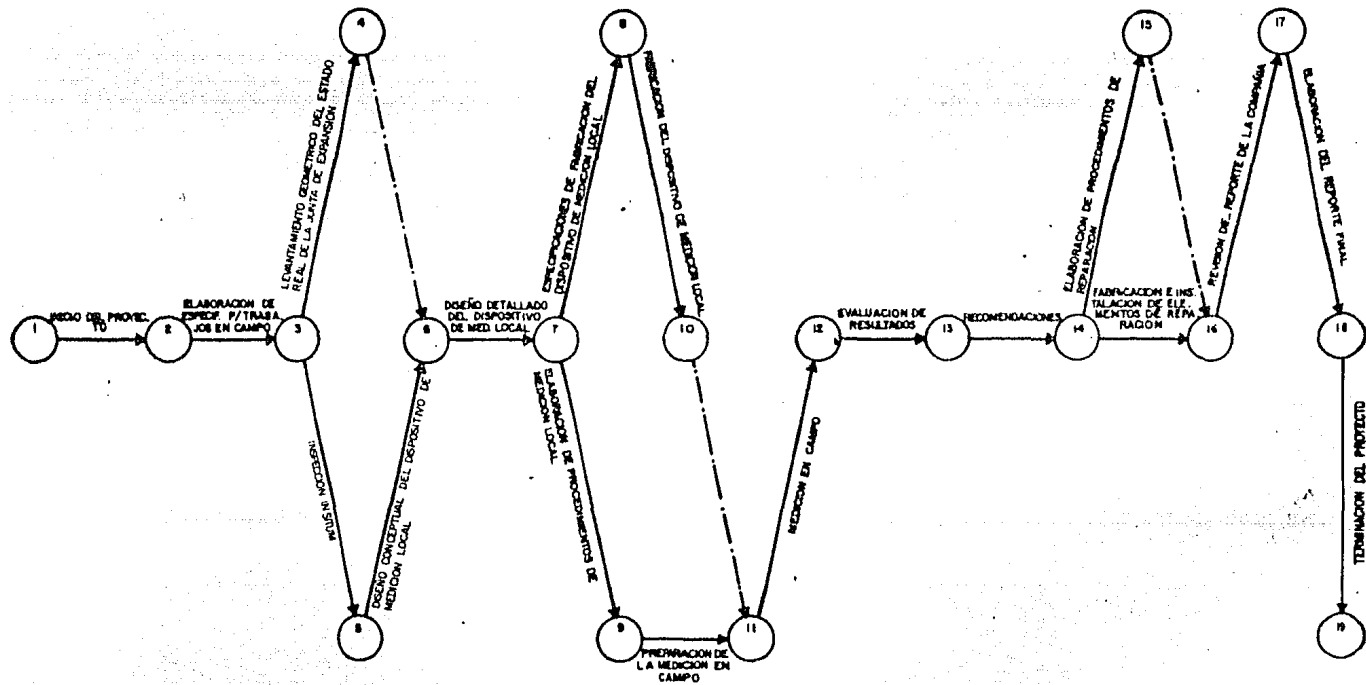 1
INICIO DEL PROYEC-
TO
2
ELABORACION DE
ESPECIF. P/ TRABA
JOS EN CAMPO
3
LEVANTAMIENTO GEOMETRICO DEL ESTADO
REAL DE LA JUNTA DE EXPANSION
4
INSPECCION IN SITU
5
DISEÑO CONCEPTUAL DEL DISPOSITIVO DE
MEDICION LOCAL
6
DISEÑO DETALLADO
DEL DISPOSITIVO
DE MED. LOCAL
7
ESPECIFICACIONES DE FABRICACION DEL
DISPOSITIVO DE MEDICION LOCAL
8
FABRICACION DEL DISPOSITIVO DE MEDICION LOCAL
10
ELABORACION DE PROCEDIMIENTOS DE
MEDICION LOCAL
9
PREPARACION DE
LA MEDICION EN
CAMPO
11
MEDICION EN CAMPO
12
EVALUACION DE
RESULTADOS
13
RECOMENDACIONES
14
ELABORACION DE PROCEDIMIENTOS DE
REPARACION
15
FABRICACION E INS
TALACION DE ELE-
MENTOS DE REPA
RACION
16
REVISION DE REPORTE DE LA COMPAÑIA
17
ELABORACION DEL REPORTE FINAL
18
TERMINACION DEL PROYECTO
19